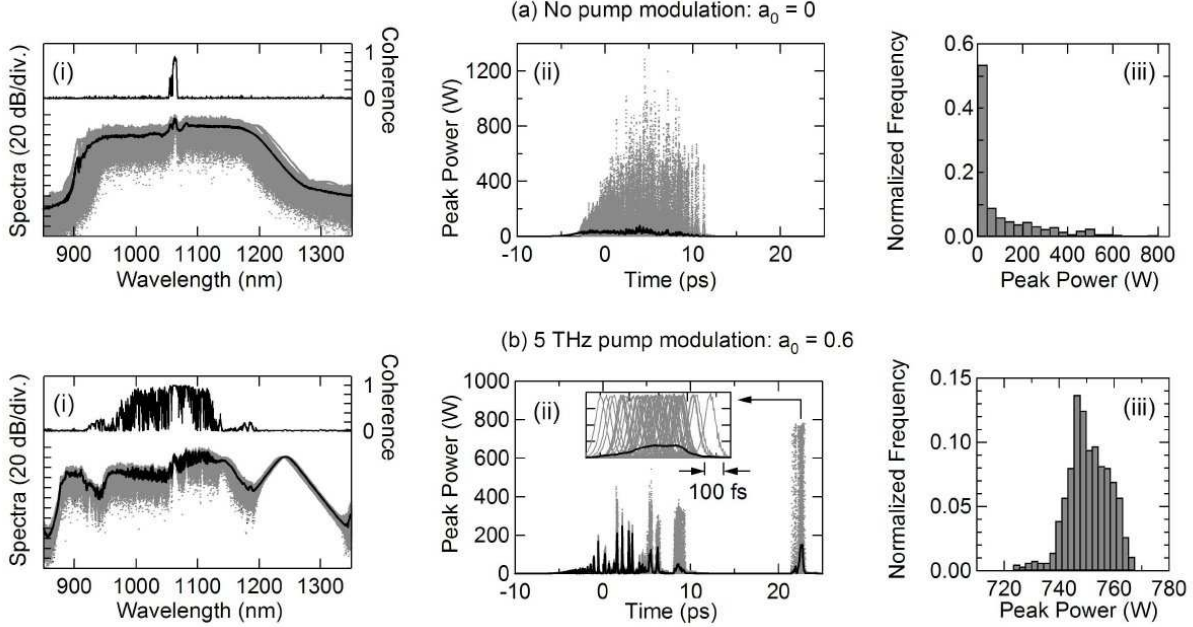 (a) No pump modulation: a0 = 0
(i)
1
0
Coherence
Spectra (20 dB/div.)
900 1000 1100 1200 1300
Wavelength (nm)
(ii)
1200
800
400
0
Peak Power (W)
-10 0 10 20
Time (ps)
(iii)
0.6
0.4
0.2
0.0
Normalized Frequency
0 200 400 600 800
Peak Power (W)
(b) 5 THz pump modulation: a0 = 0.6
(i)
1
0
Coherence
Spectra (20 dB/div.)
900 1000 1100 1200 1300
Wavelength (nm)
(ii)
1000
800
600
400
200
0
Peak Power (W)
100 fs
-10 0 10 20
Time (ps)
(iii)
0.15
0.10
0.05
0.00
Normalized Frequency
720 740 760 780
Peak Power (W)